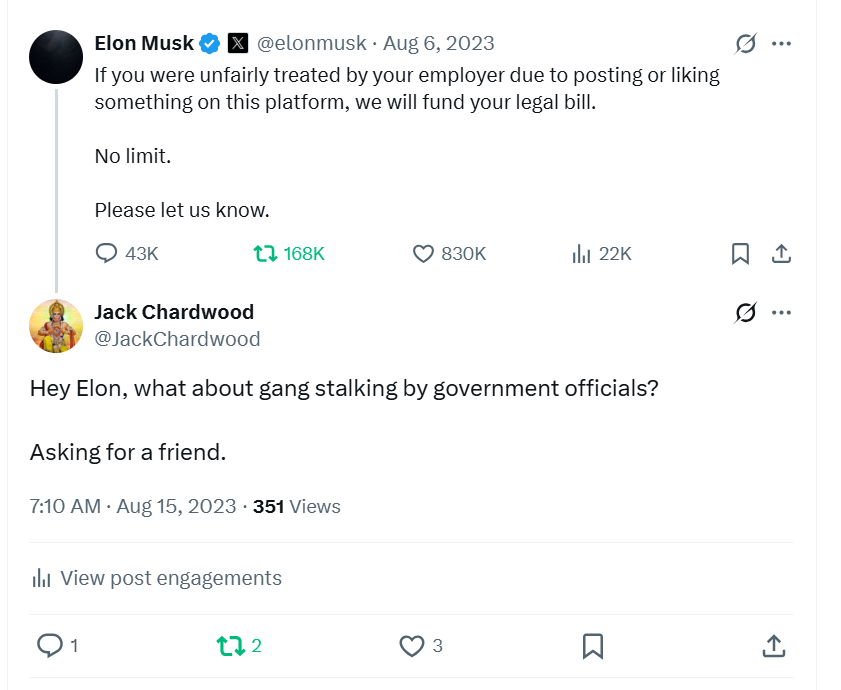 Elon Musk @elonmusk · Aug 6, 2023
If you were unfairly treated by your employer due to posting or liking
something on this platform, we will fund your legal bill.
No limit.
Please let us know.
43K 168K 830K 22K
Jack Chardwood
@JackChardwood
Hey Elon, what about gang stalking by government officials?
Asking for a friend.
7:10 AM · Aug 15, 2023 · 351 Views
View post engagements
1 2 3